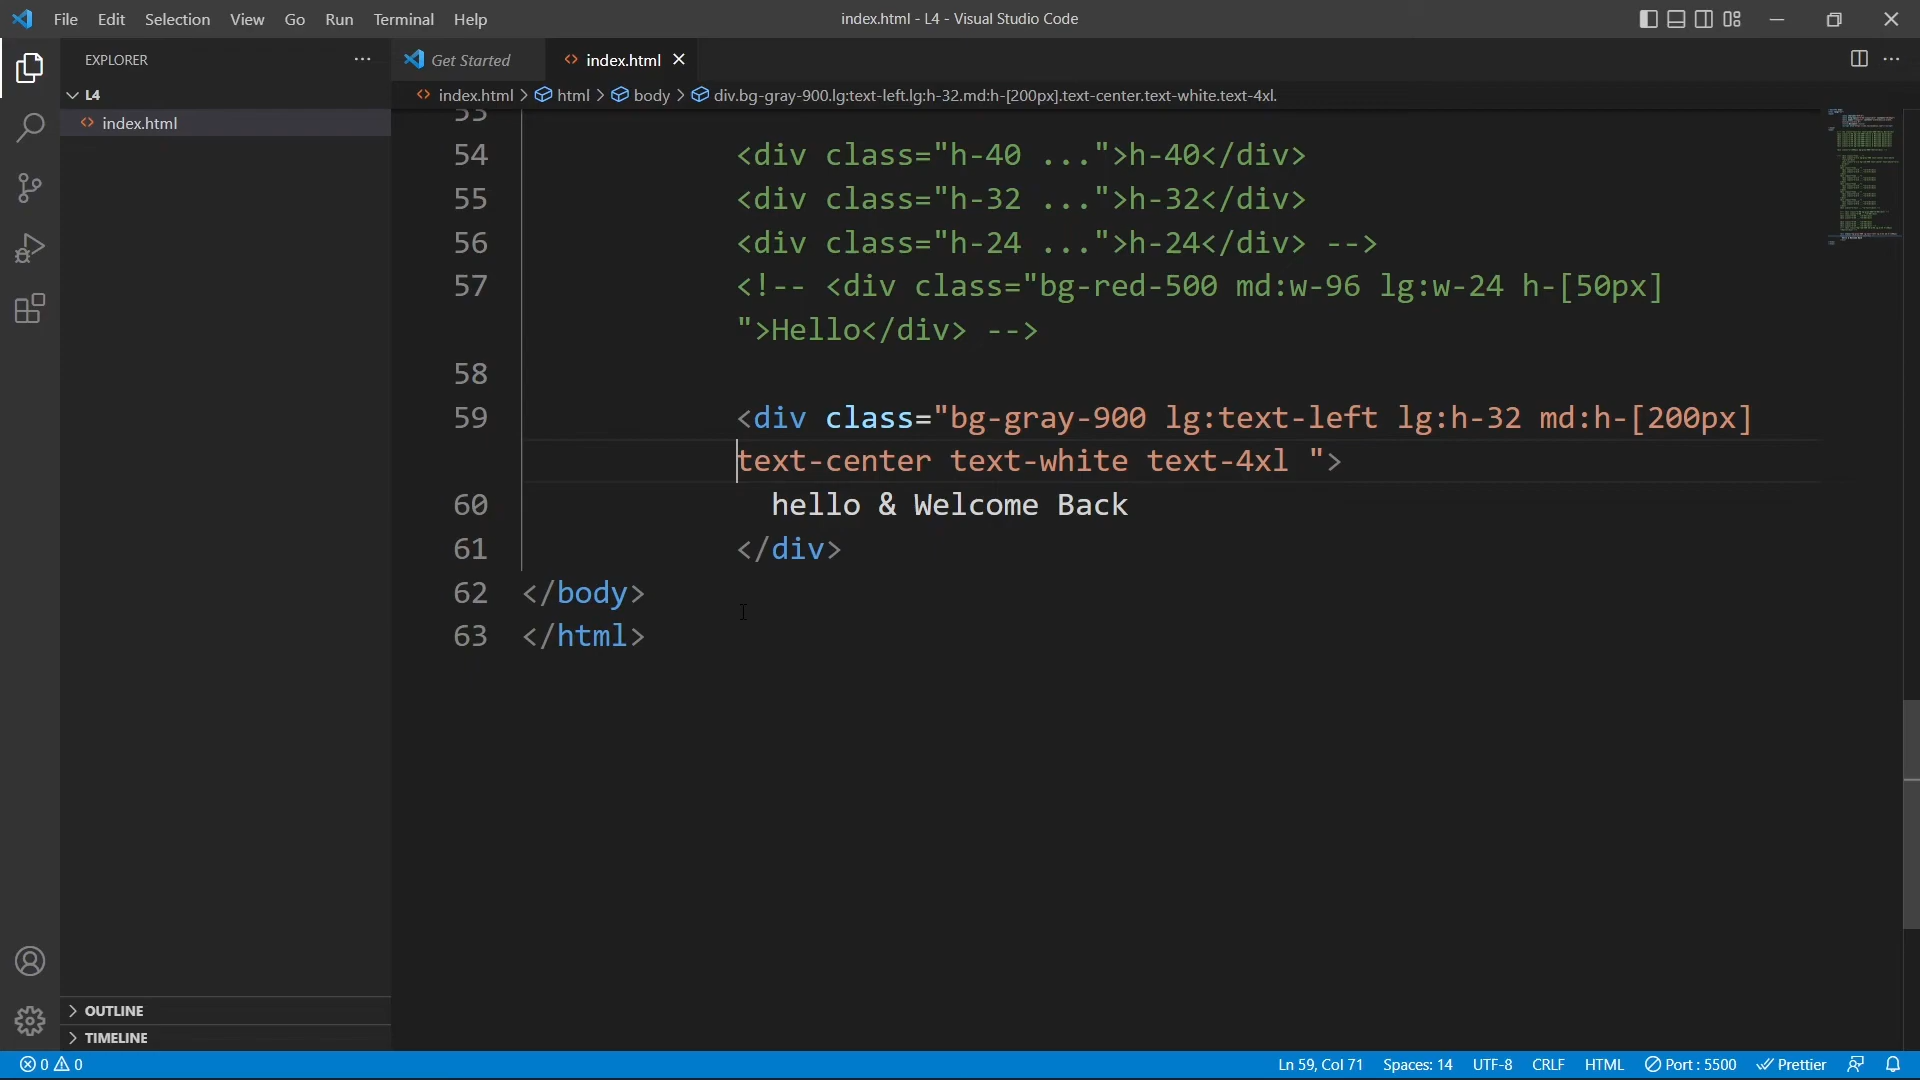 File Edit Selection View Go Run Terminal Help
index.html - L4 - Visual Studio Code
EXPLORER ...
L4
index.html
Get Started
index.html
index.html > html > body > div.bg-gray-900.lg:text-left.lg:h-32.md:h-[200px].text-center.text-white.text-4xl.
53
54 <div class="h-40 ...">h-40</div>
55 <div class="h-32 ...">h-32</div>
56 <div class="h-24 ...">h-24</div> -->
57 <!-- <div class="bg-red-500 md:w-96 lg:w-24 h-[50px]
">Hello</div> -->
58
59 <div class="bg-gray-900 lg:text-left lg:h-32 md:h-[200px]
text-center text-white text-4xl ">
60 hello & Welcome Back
61 </div>
62 </body>
63 </html>
OUTLINE
TIMELINE
0 0
Ln 59, Col 71 Spaces: 14 UTF-8 CRLF HTML Port : 5500 Prettier